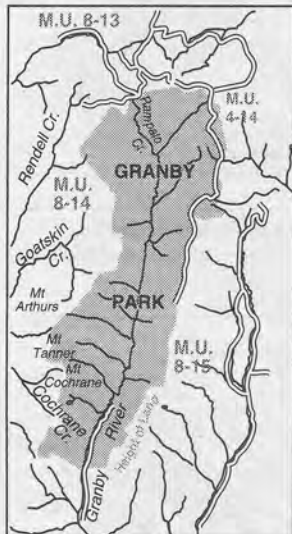 M.U. 8-13
Rendell Cr.
M.U.
4-14
GRANBY
M.U.
8-14
Goatskin
Cr.
Mt
Arthurs
PARK
Mt
Tanner
M.U.
8-15
Mt
Cochrane
Cochrane
Cr.
Granby River
Height of Land